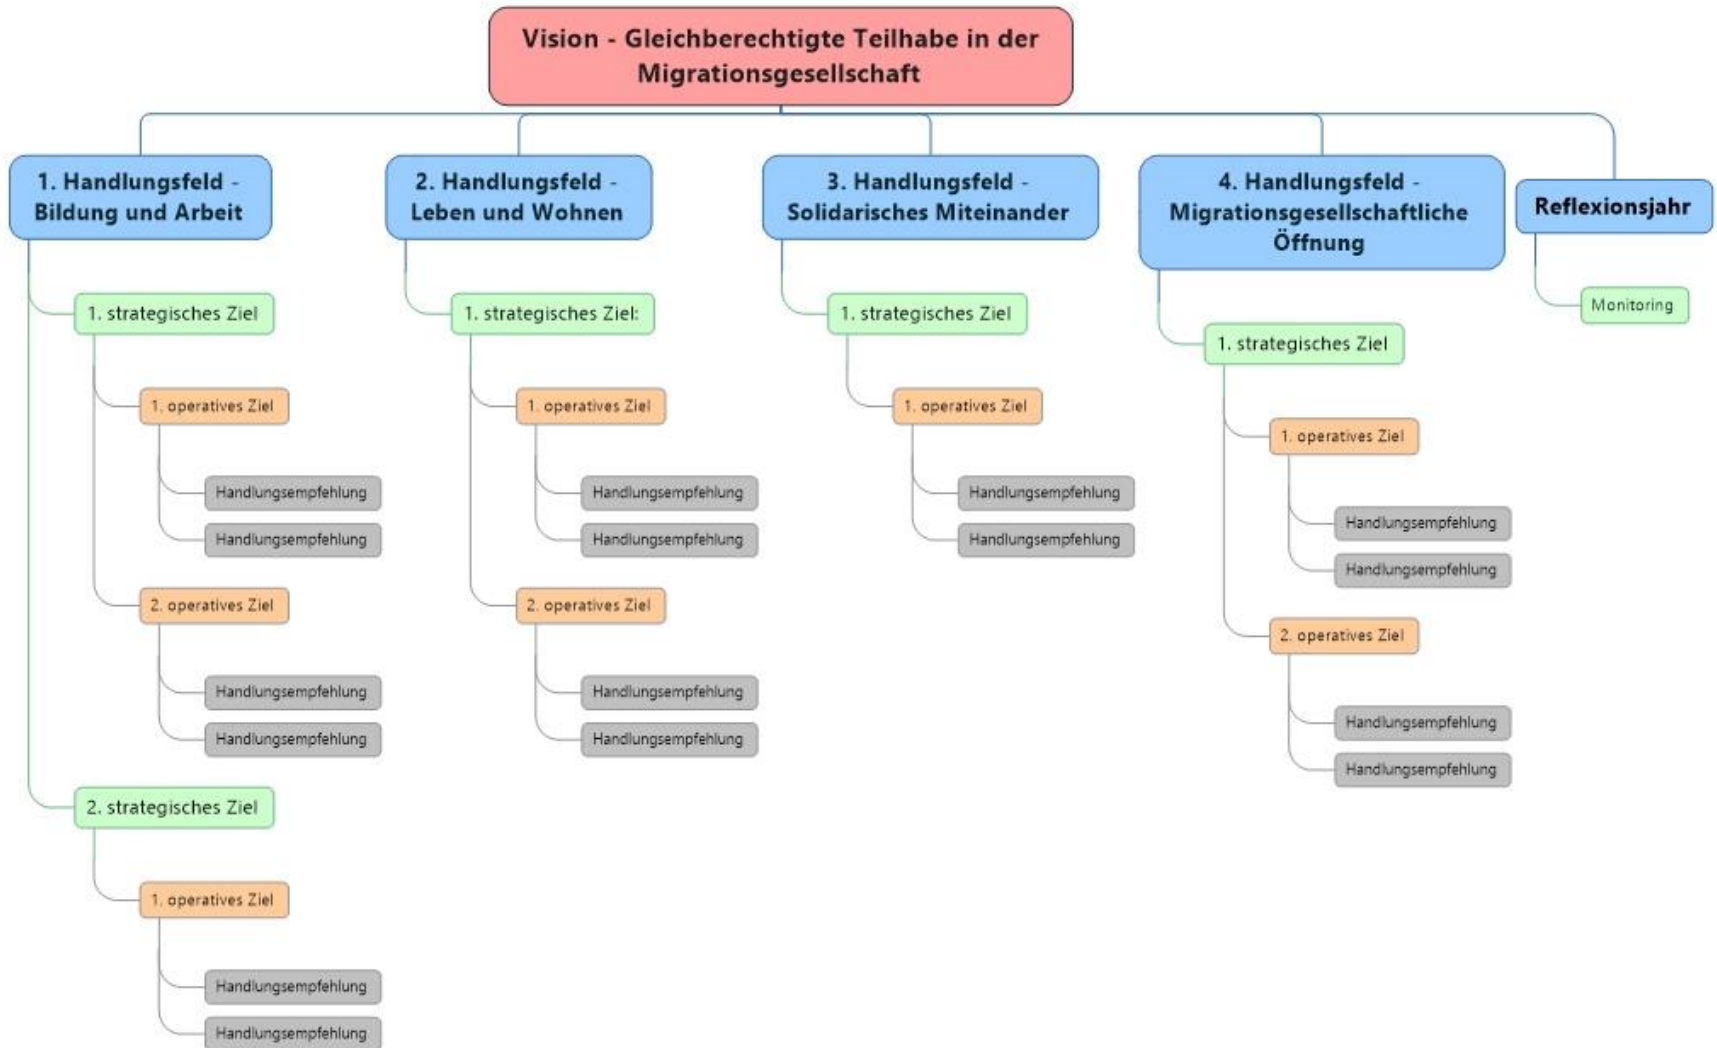 Vision - Gleichberechtigte Teilhabe in der
Migrationsgesellschaft
1. Handlungsfeld -
Bildung und Arbeit
1. strategisches Ziel
1. operatives Ziel
Handlungsempfehlung
Handlungsempfehlung
2. operatives Ziel
Handlungsempfehlung
Handlungsempfehlung
2. strategisches Ziel
1. operatives Ziel
Handlungsempfehlung
Handlungsempfehlung
2. Handlungsfeld -
Leben und Wohnen
1. strategisches Ziel:
1. operatives Ziel
Handlungsempfehlung
Handlungsempfehlung
2. operatives Ziel
Handlungsempfehlung
Handlungsempfehlung
3. Handlungsfeld -
Solidarisches Miteinander
1. strategisches Ziel
1. operatives Ziel
Handlungsempfehlung
Handlungsempfehlung
4. Handlungsfeld -
Migrationsgesellschaftliche
Öffnung
1. strategisches Ziel
1. operatives Ziel
Handlungsempfehlung
Handlungsempfehlung
2. operatives Ziel
Handlungsempfehlung
Handlungsempfehlung
Reflexionsjahr
Monitoring